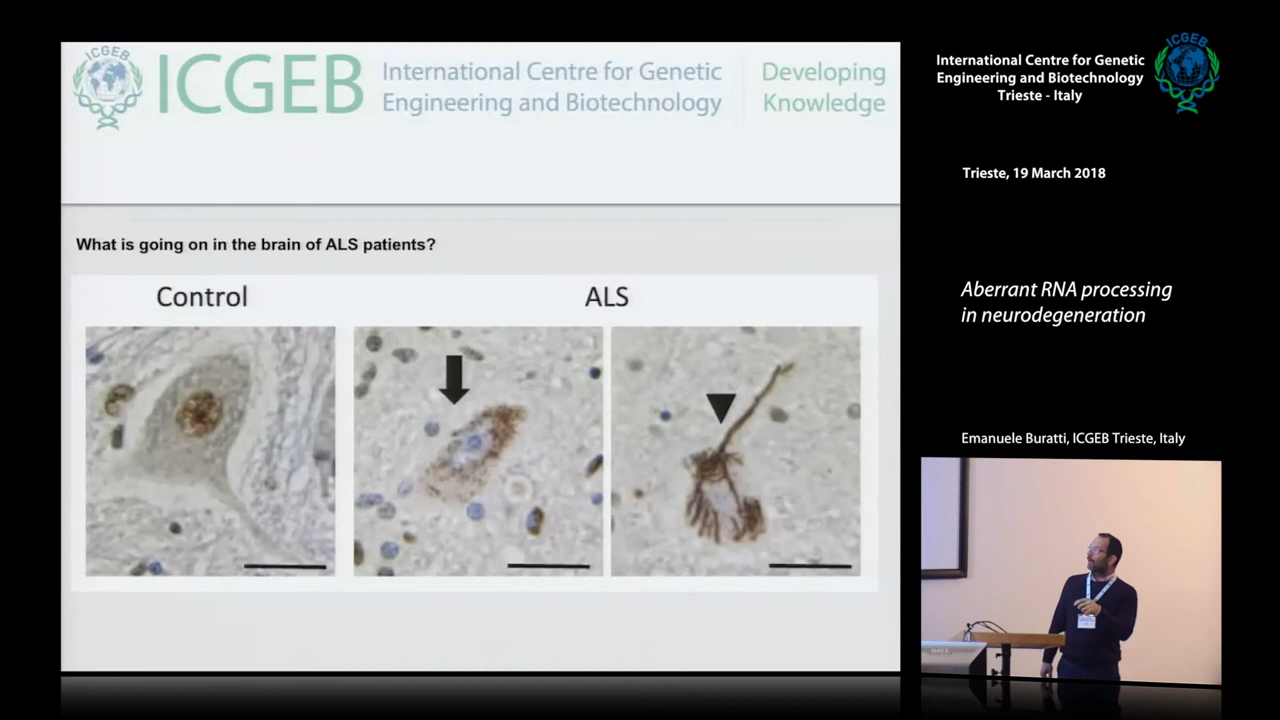 ICGEB
ICGEB
International Centre for Genetic
Engineering and Biotechnology
Developing
Knowledge
What is going on in the brain of ALS patients?
Control
ALS
International Centre for Genetic
Engineering and Biotechnology
Trieste - Italy
ICGEB
Trieste, 19 March 2018
Aberrant RNA processing
in neurodegeneration
Emanuele Buratti, ICGEB Trieste, Italy